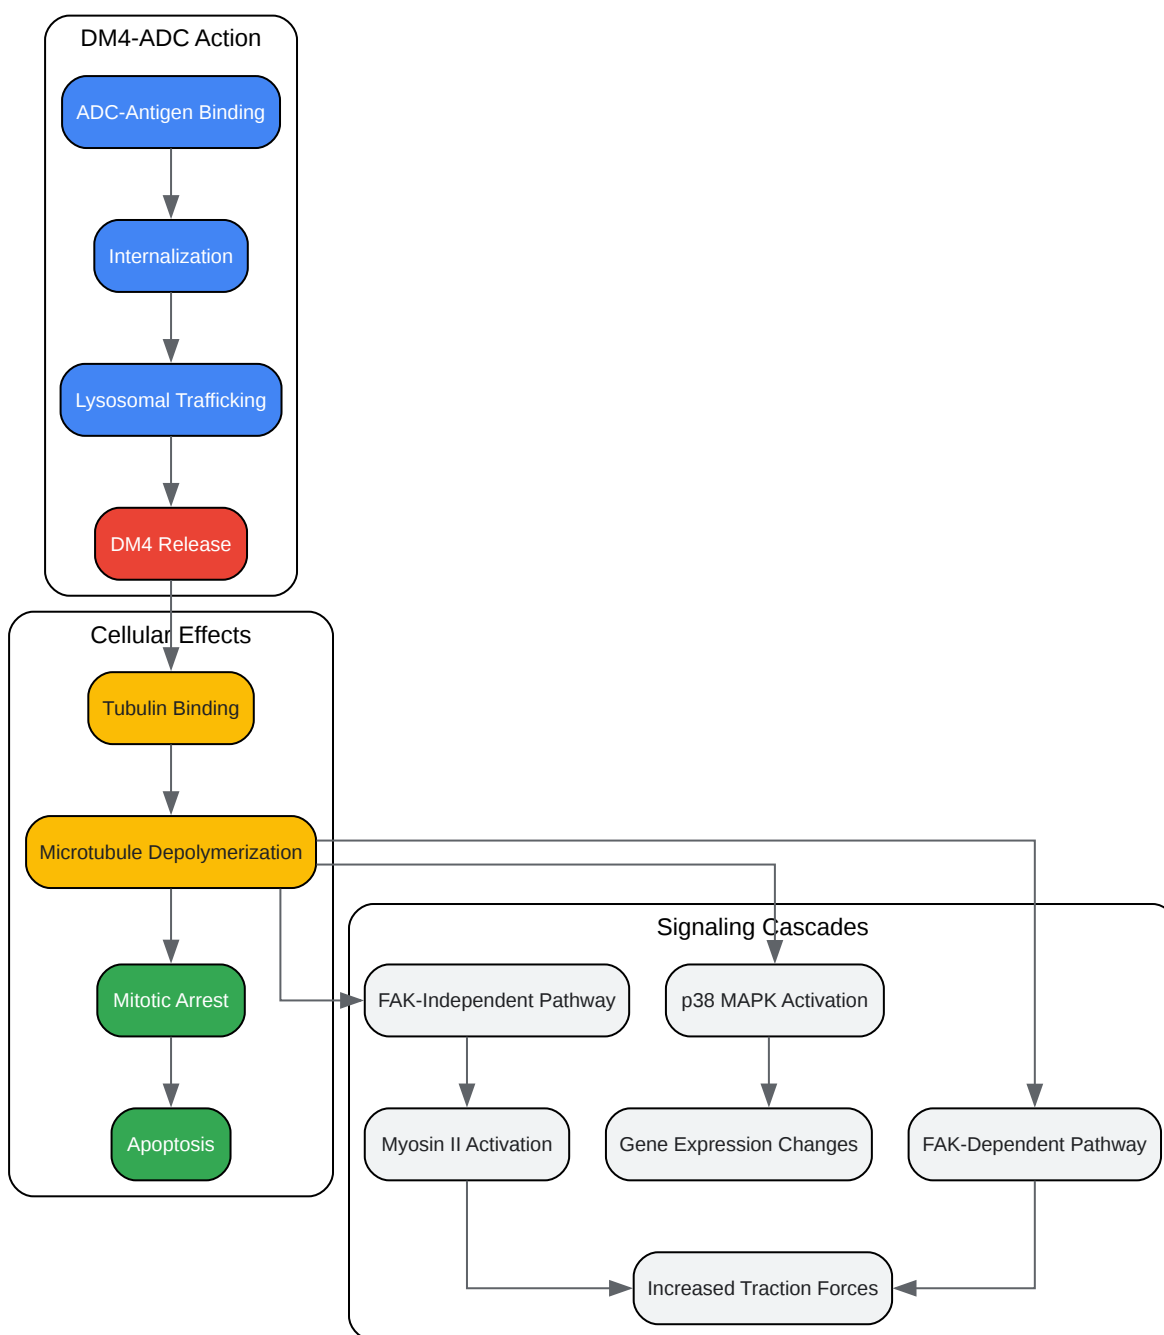 DM4-ADC Action
ADC-Antigen Binding
Internalization
Lysosomal Trafficking
DM4 Release
Cellular Effects
Tubulin Binding
Microtubule Depolymerization
Mitotic Arrest
Apoptosis
Signaling Cascades
FAK-Independent Pathway
p38 MAPK Activation
Myosin II Activation
Gene Expression Changes
FAK-Dependent Pathway
Increased Traction Forces